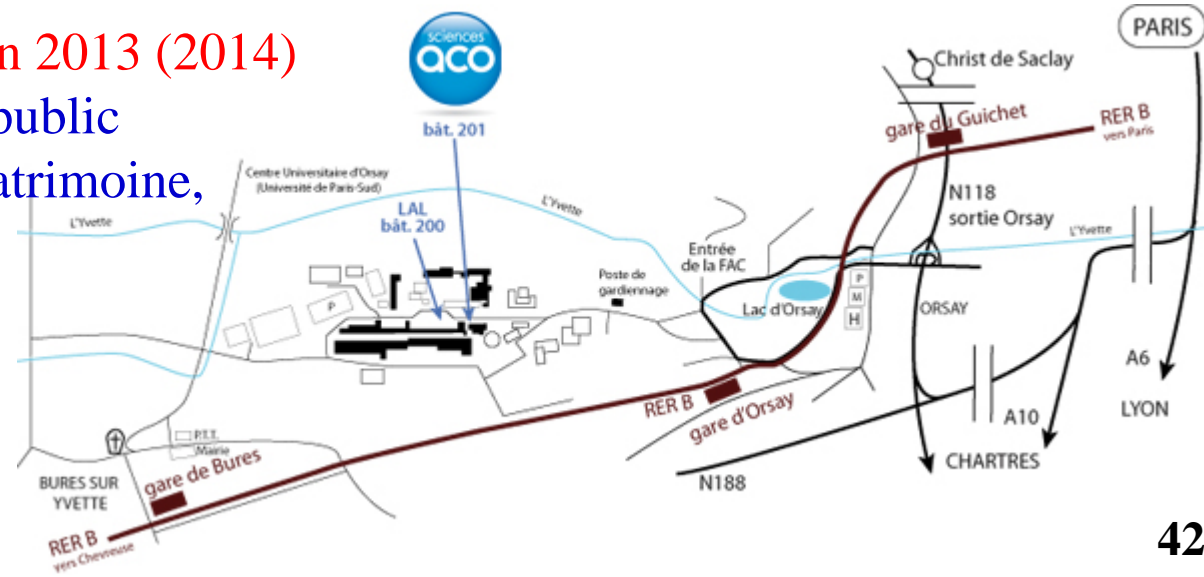 n 2013 (2014)
public
atrimoine,
sciences
aco
bât. 201
PARIS
Christ de Saclay
gare du Guichet
RER B
vers Paris
Centre Universitaire d'Orsay
(Université de Paris-Sud)
L'Yvette
LAL
bât. 200
L'Yvette
N118
sortie Orsay
L'Yvette
Entrée
de la FAC
Poste de
gardiennage
Lac d'Orsay
P
M
H
P
ORSAY
A6
LYON
RER B
gare d'Orsay
A10
CHARTRES
N188
P.T.T.
Mairie
BURES SUR
YVETTE
gare de Bures
RER B
vers Chevreuse
42